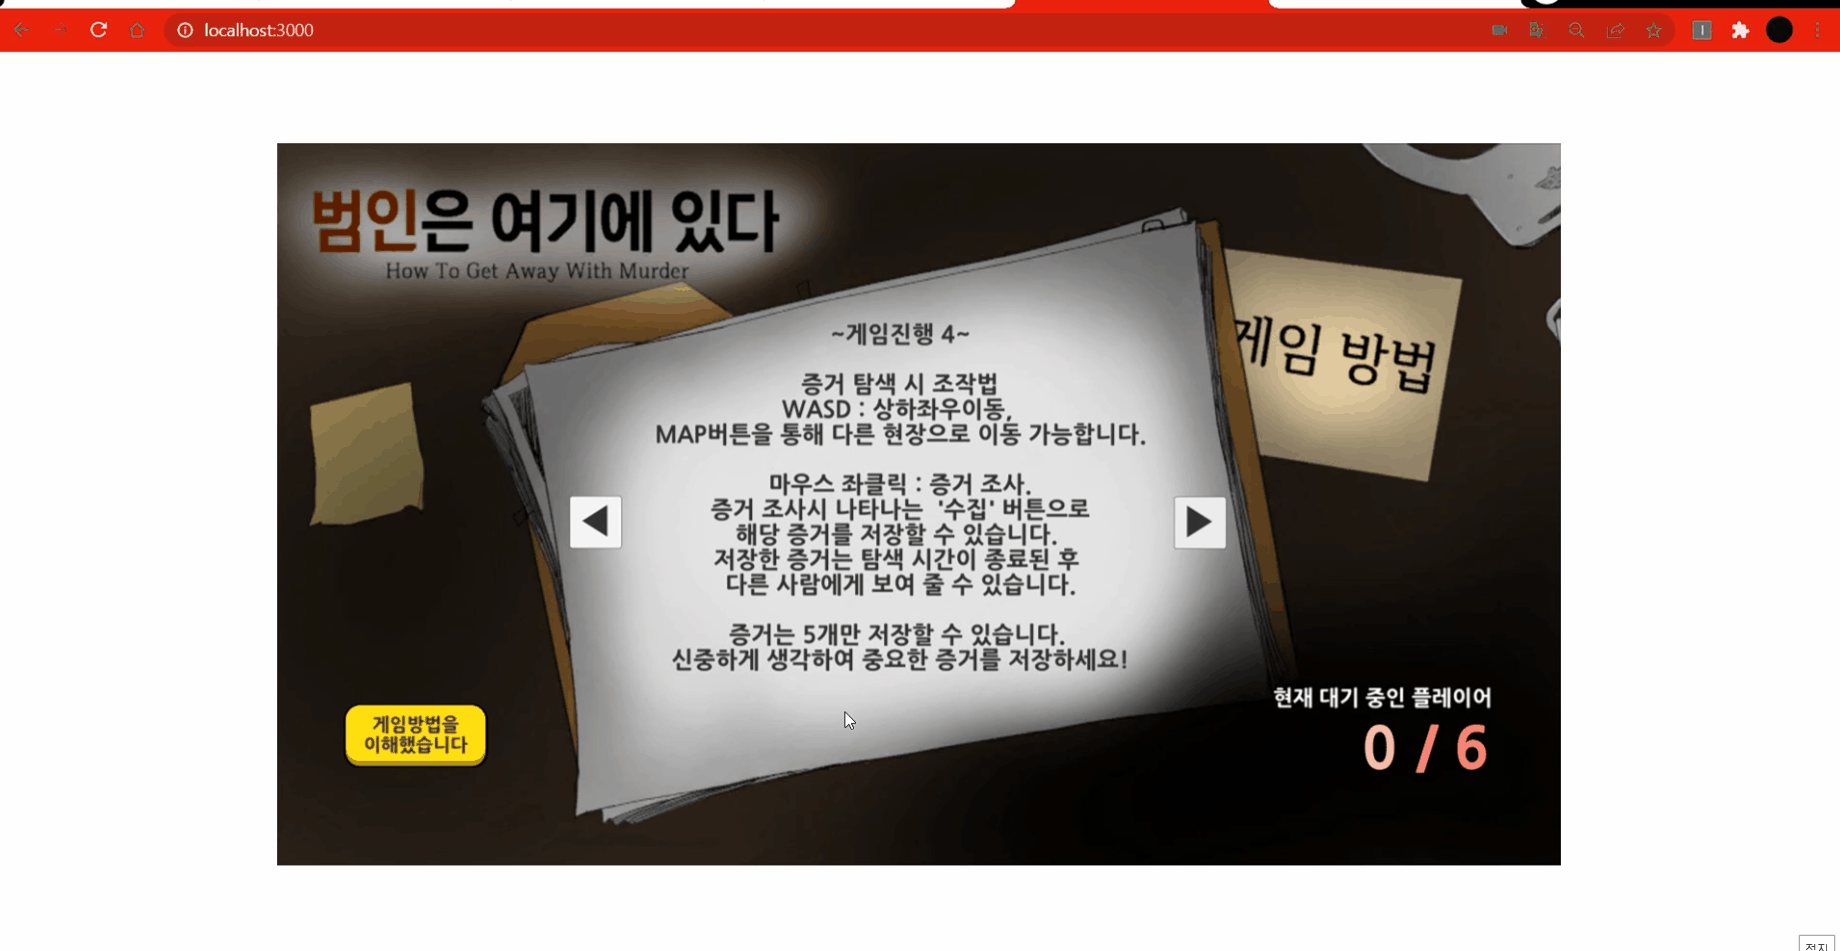 localhost:3000
범인은 여기에 있다
How To Get Away With Murder
~게임진행 4~
증거 탐색 시 조작법
WASD : 상하좌우이동,
MAP버튼을 통해 다른 현장으로 이동 가능합니다.
마우스 좌클릭 : 증거 조사.
증거 조사시 나타나는 '수집' 버튼으로
해당 증거를 저장할 수 있습니다.
저장한 증거는 탐색 시간이 종료된 후
다른 사람에게 보여 줄 수 있습니다.
증거는 5개만 저장할 수 있습니다.
신중하게 생각하여 중요한 증거를 저장하세요!
게임 방법
게임방법을
이해했습니다
현재 대기 중인 플레이어
0 / 6